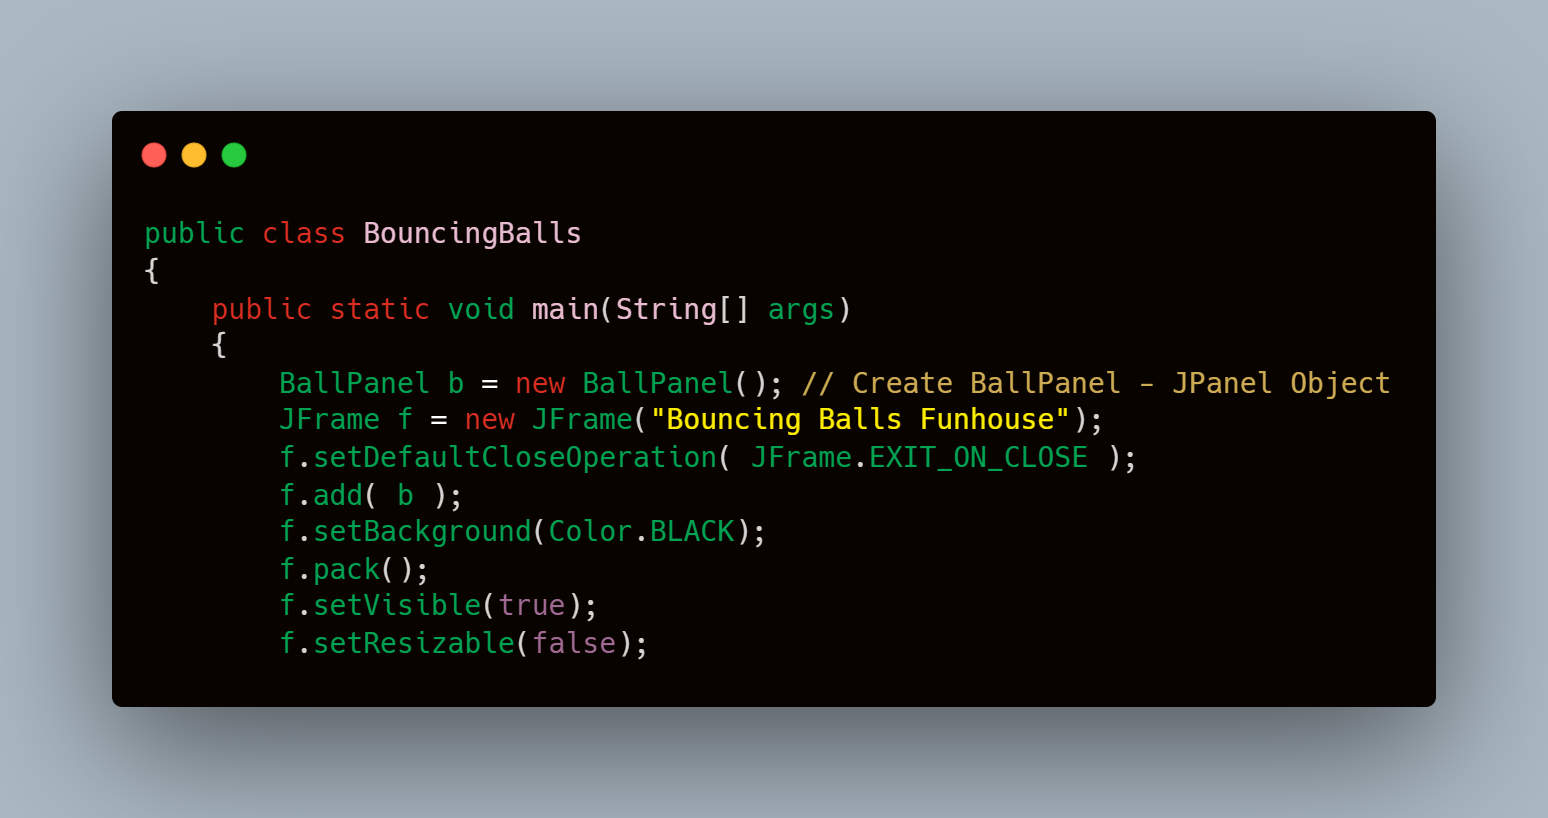 public class BouncingBalls
{
    public static void main(String[] args)
    {
        BallPanel b = new BallPanel(); // Create BallPanel - JPanel Object
        JFrame f = new JFrame("Bouncing Balls Funhouse");
        f.setDefaultCloseOperation( JFrame.EXIT_ON_CLOSE );
        f.add( b );
        f.setBackground(Color.BLACK);
        f.pack();
        f.setVisible(true);
        f.setResizable(false);